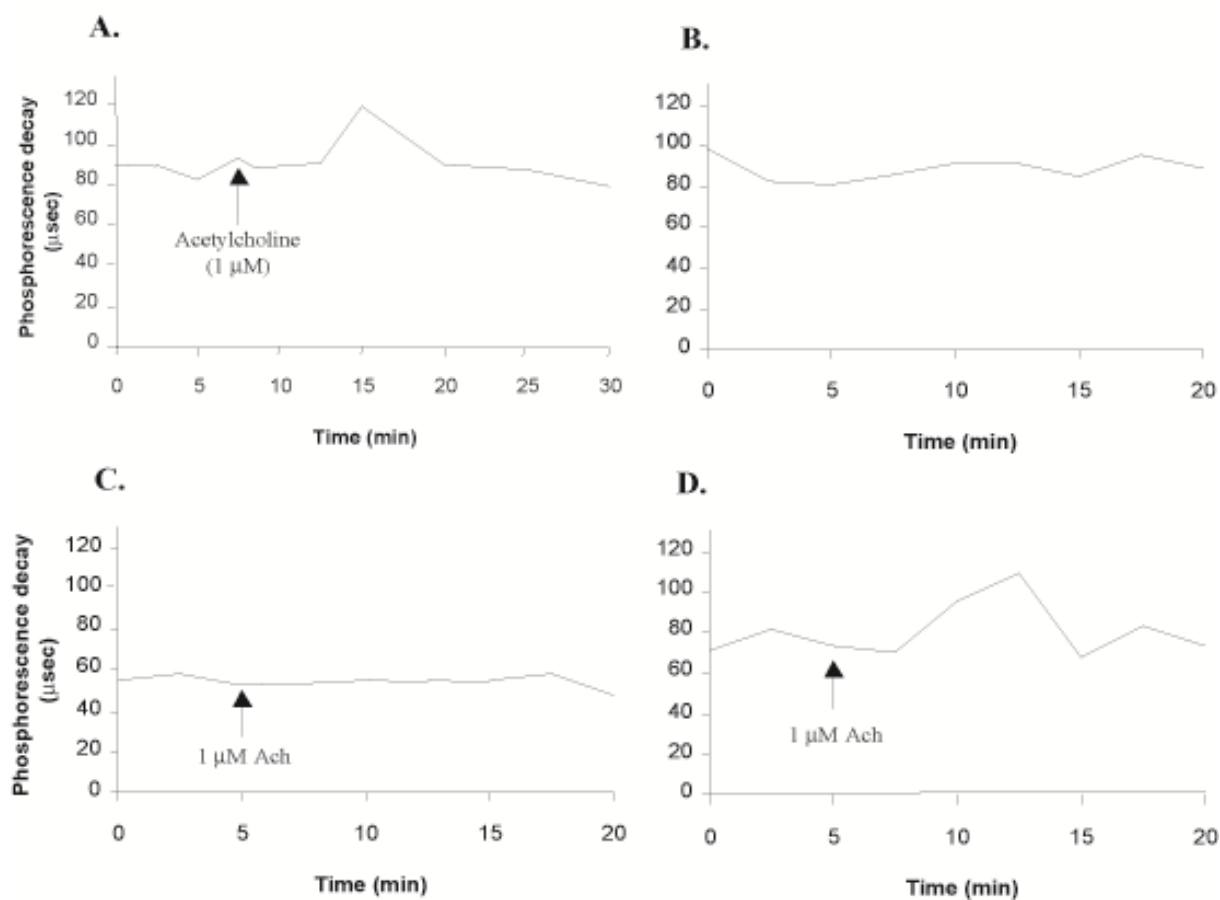 A.
Phosphorescence decay
(μsec)
120
100
80
60
40
20
0
Acetylcholine
(1 μM)
0 5 10 15 20 25 30
Time (min)
B.
120
100
80
60
40
20
0
0 5 10 15 20
Time (min)
C.
Phosphorescence decay
(μsec)
120
100
80
60
40
20
0
1 μM Ach
0 5 10 15 20
Time (min)
D.
120
100
80
60
40
20
0
1 μM Ach
0 5 10 15 20
Time (min)